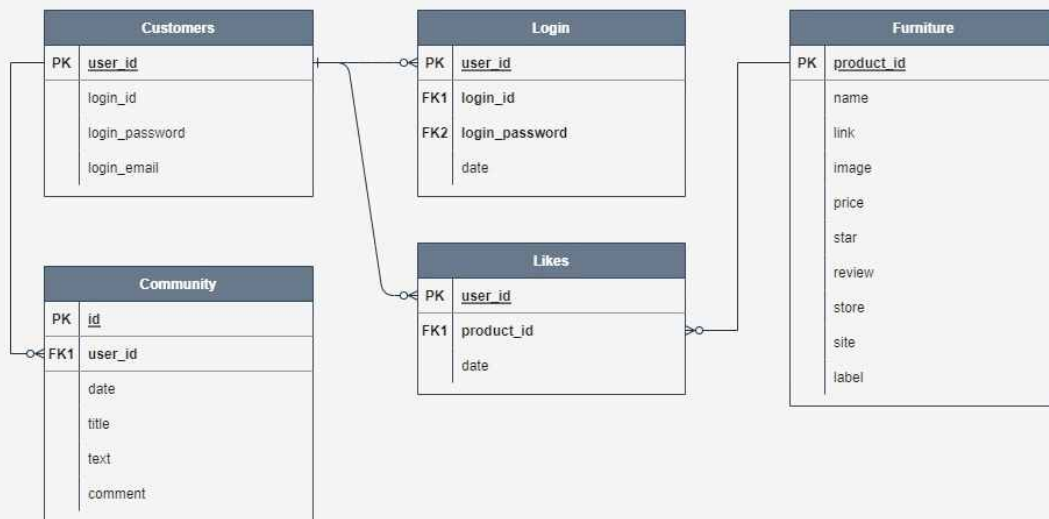 Customers
PK user_id
login_id
login_password
login_email
Login
PK user_id
FK1 login_id
FK2 login_password
date
Furniture
PK product_id
name
link
image
price
star
review
store
site
label
Community
PK id
FK1 user_id
date
title
text
comment
Likes
PK user_id
FK1 product_id
date